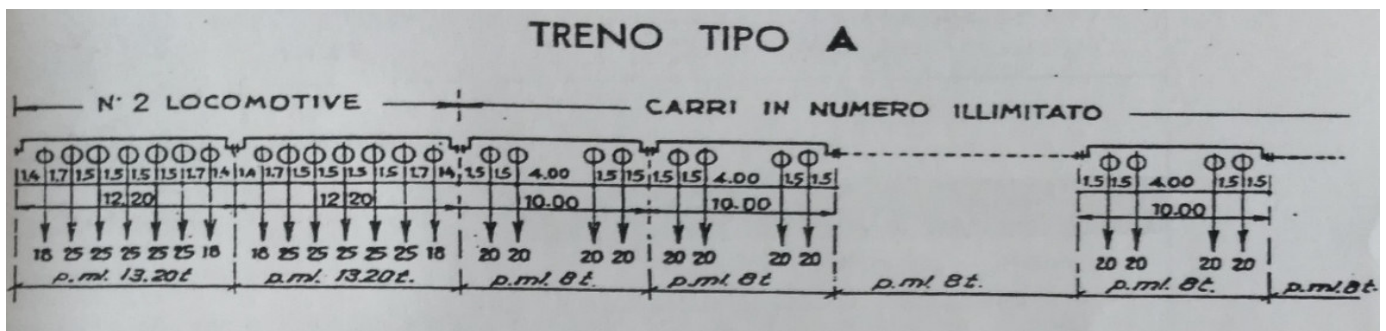 TRENO TIPO A
N° 2 LOCOMOTIVE CARRI IN NUMERO ILLIMITATO
1.4 1.7 1.5 1.5 1.5 1.5 1.7 1.4 1.4 1.7 1.5 1.5 1.5 1.5 1.7 1.4 1.5 1.5 4.00 1.5 1.5 1.5 1.5 4.00 1.5 1.5 1.5 1.5 4.00 1.5 1.5
12.20 12.20 10.00 10.00 10.00
18 25 25 25 25 25 18 18 25 25 25 25 25 18 20 20 20 20 20 20 20 20 20 20 20 20
p.ml. 13.20t p.ml. 13.20t. p.ml. 8t. p.ml. 8t p.ml. 8t. p.ml. 8t. p.ml.8t.